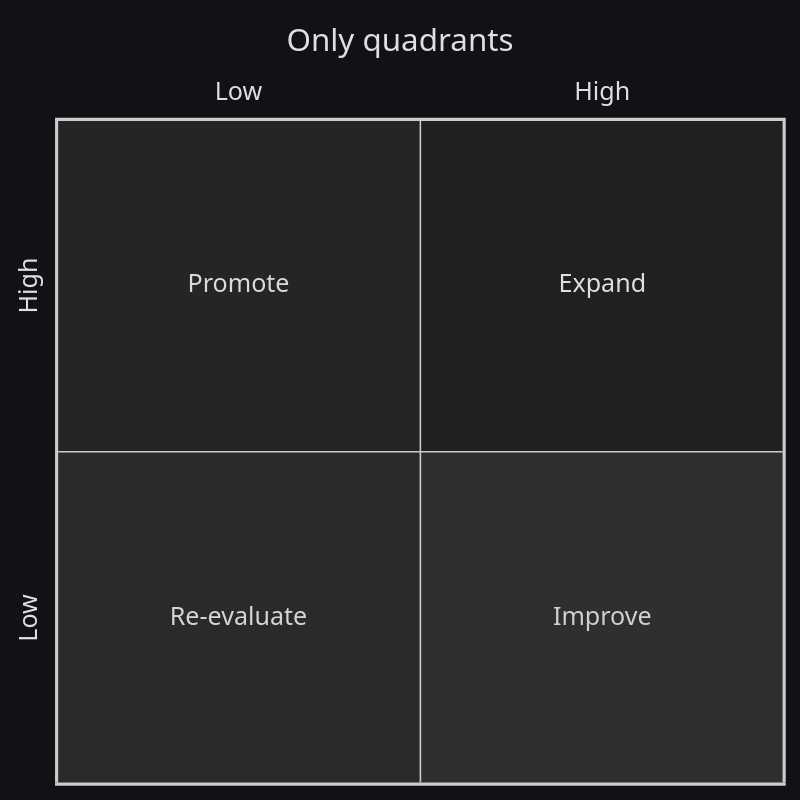 Only quadrants
Low
High
High
Promote
Expand
Low
Re-evaluate
Improve